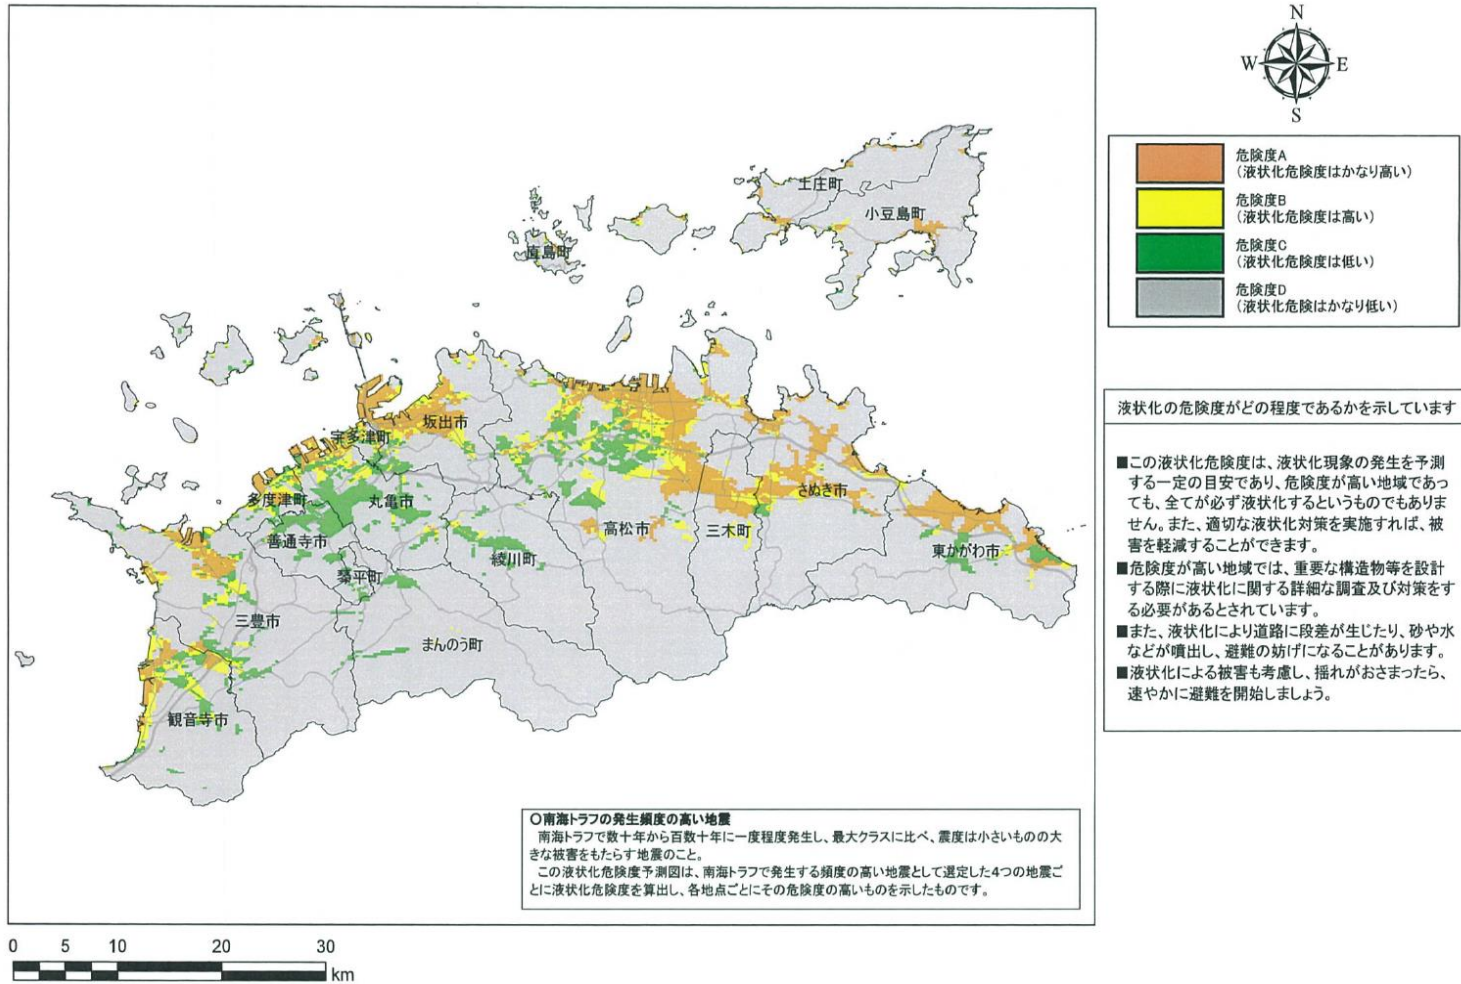 N
W E
S
危険度A
(液状化危険度はかなり高い)
危険度B
(液状化危険度は高い)
危険度C
(液状化危険度は低い)
危険度D
(液状化危険はかなり低い)
土庄町
小豆島町
直島町
坂出市
宇多津町
多度津町
丸亀市
善通寺市
琴平町
綾川町
高松市
三木町
さぬき市
東かがわ市
三豊市
まんのう町
観音寺市
液状化の危険度がどの程度であるかを示しています
■この液状化危険度は、液状化現象の発生を予測
する一定の目安であり、危険度が高い地域であっ
ても、全てが必ず液状化するというものでもありま
せん。また、適切な液状化対策を実施すれば、被
害を軽減することができます。
■危険度が高い地域では、重要な構造物等を設計
する際に液状化に関する詳細な調査及び対策をす
る必要があるとされています。
■また、液状化により道路に段差が生じたり、砂や水
などが噴出し、避難の妨げになることがあります。
■液状化による被害も考慮し、揺れがおさまったら、
速やかに避難を開始しましょう。
○南海トラフの発生頻度の高い地震
南海トラフで数十年から百数十年に一度程度発生し、最大クラスに比べ、震度は小さいものの大
きな被害をもたらす地震のこと。
この液状化危険度予測図は、南海トラフで発生する頻度の高い地震として選定した4つの地震ご
とに液状化危険度を算出し、各地点ごとにその危険度の高いものを示したものです。
0 5 10 20 30
km